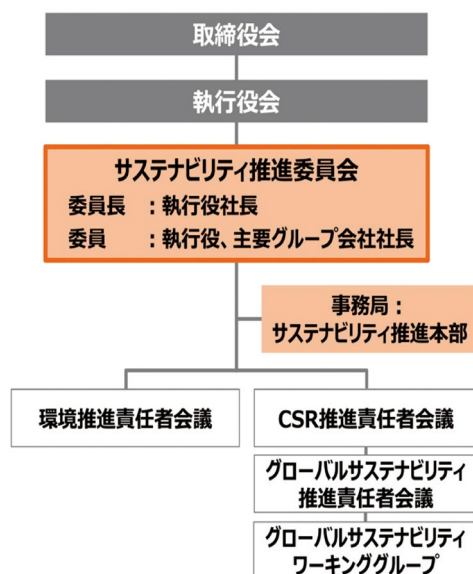 取締役会
執行役会
サステナビリティ推進委員会
委員長　：執行役社長
委員　　：執行役、主要グループ会社社長
事務局：
サステナビリティ推進本部
環境推進責任者会議
CSR推進責任者会議
グローバルサステナビリティ
推進責任者会議
グローバルサステナビリティ
ワーキンググループ